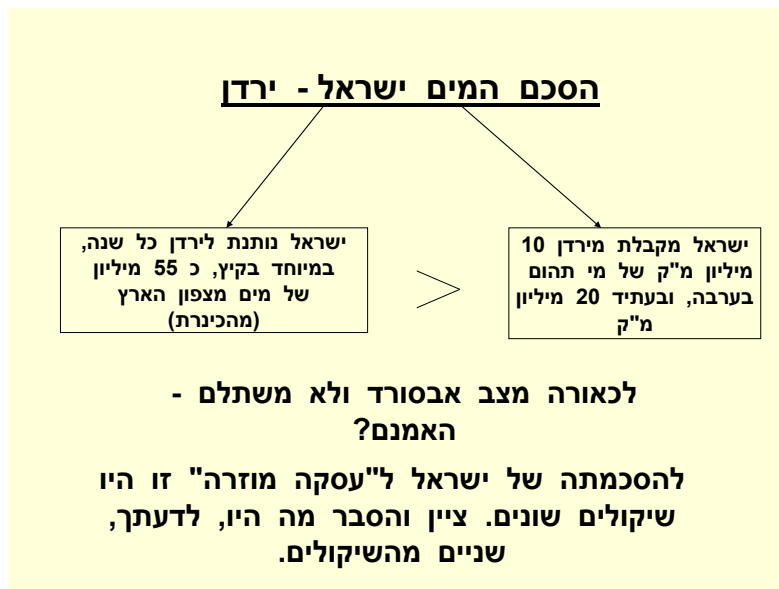 הסכם המים ישראל - ירדן
ישראל מקבלת מירדן 10
מיליון מ"ק של מי תהום
בערבה, ובעתיד 20 מיליון
מ"ק
ישראל נותנת לירדן כל שנה,
במיוחד בקיץ, כ 55 מיליון
של מים מצפון הארץ
(מהכינרת)
לכאורה מצב אבסורד ולא משתלם -
האמנם?
להסכמתה של ישראל ל"עסקה מוזרה" זו היו
שיקולים שונים. ציין והסבר מה היו, לדעתך,
שניים מהשיקולים.